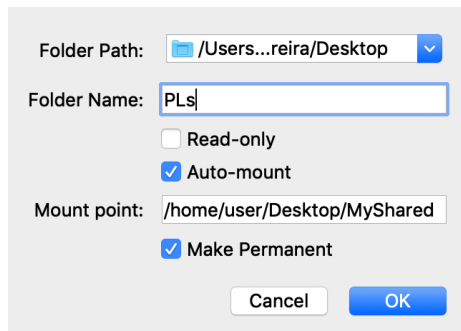 Folder Path: /Users...reira/Desktop
Folder Name: PLs
Read-only
Auto-mount
Mount point: /home/user/Desktop/MyShared
Make Permanent
Cancel OK